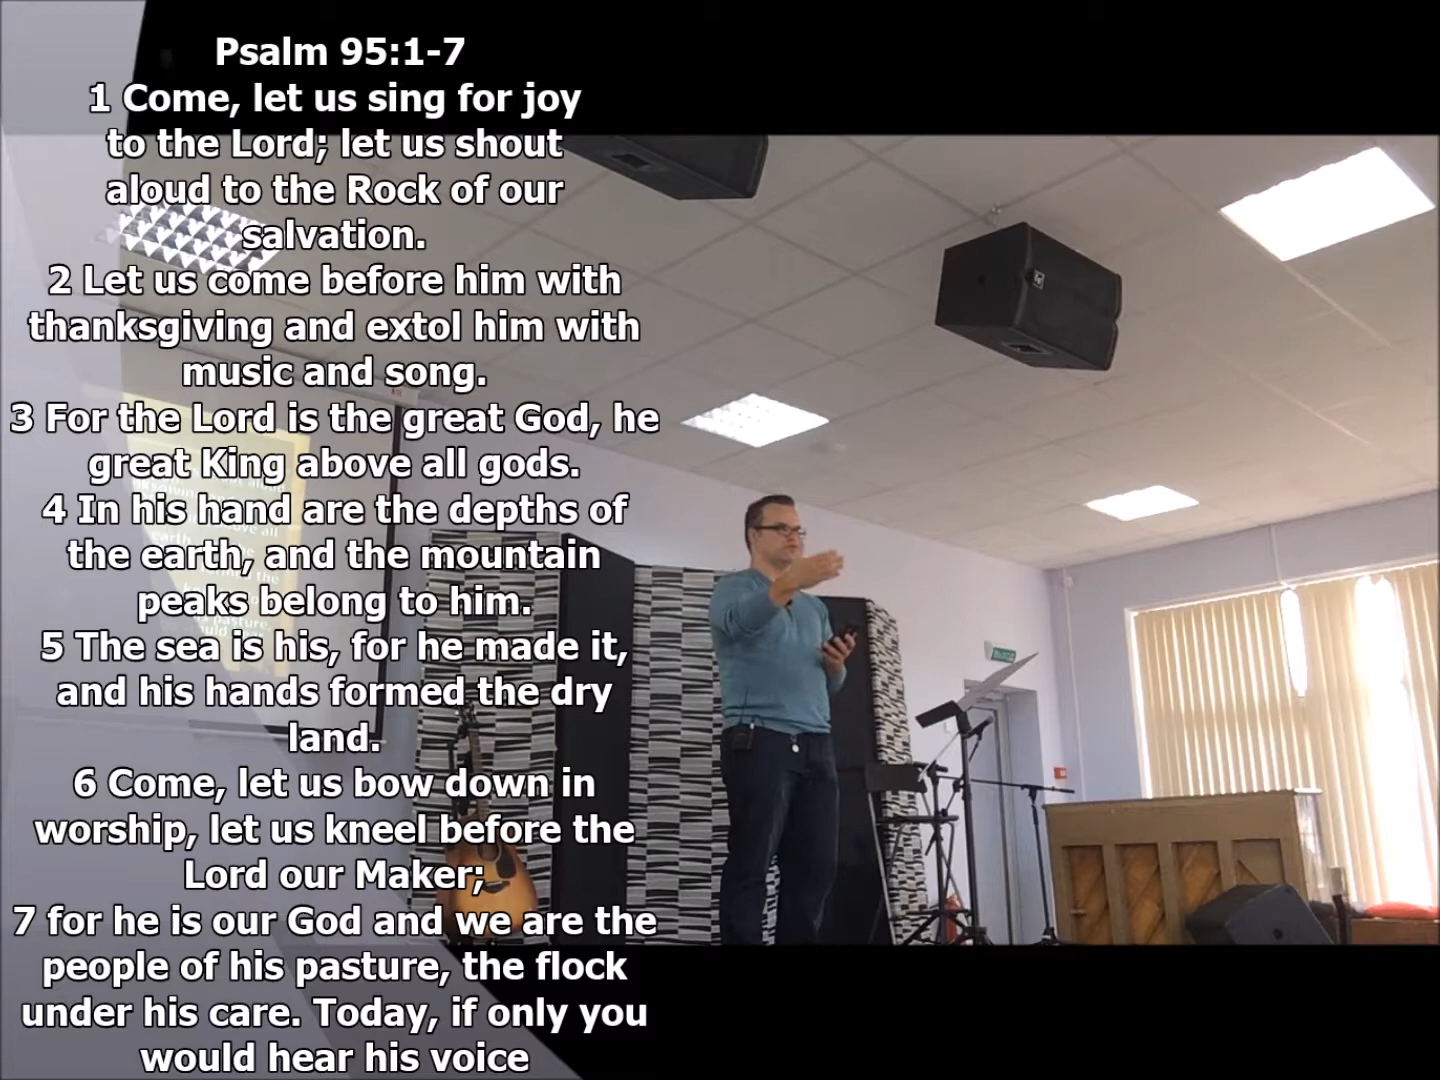 Psalm 95:1-7
1 Come, let us sing for joy
to the Lord; let us shout
aloud to the Rock of our
salvation.
2 Let us come before him with
thanksgiving and extol him with
music and song.
3 For the Lord is the great God, he
great King above all gods.
4 In his hand are the depths of
the earth, and the mountain
peaks belong to him.
5 The sea is his, for he made it,
and his hands formed the dry
land.
6 Come, let us bow down in
worship, let us kneel before the
Lord our Maker;
7 for he is our God and we are the
people of his pasture, the flock
under his care. Today, if only you
would hear his voice